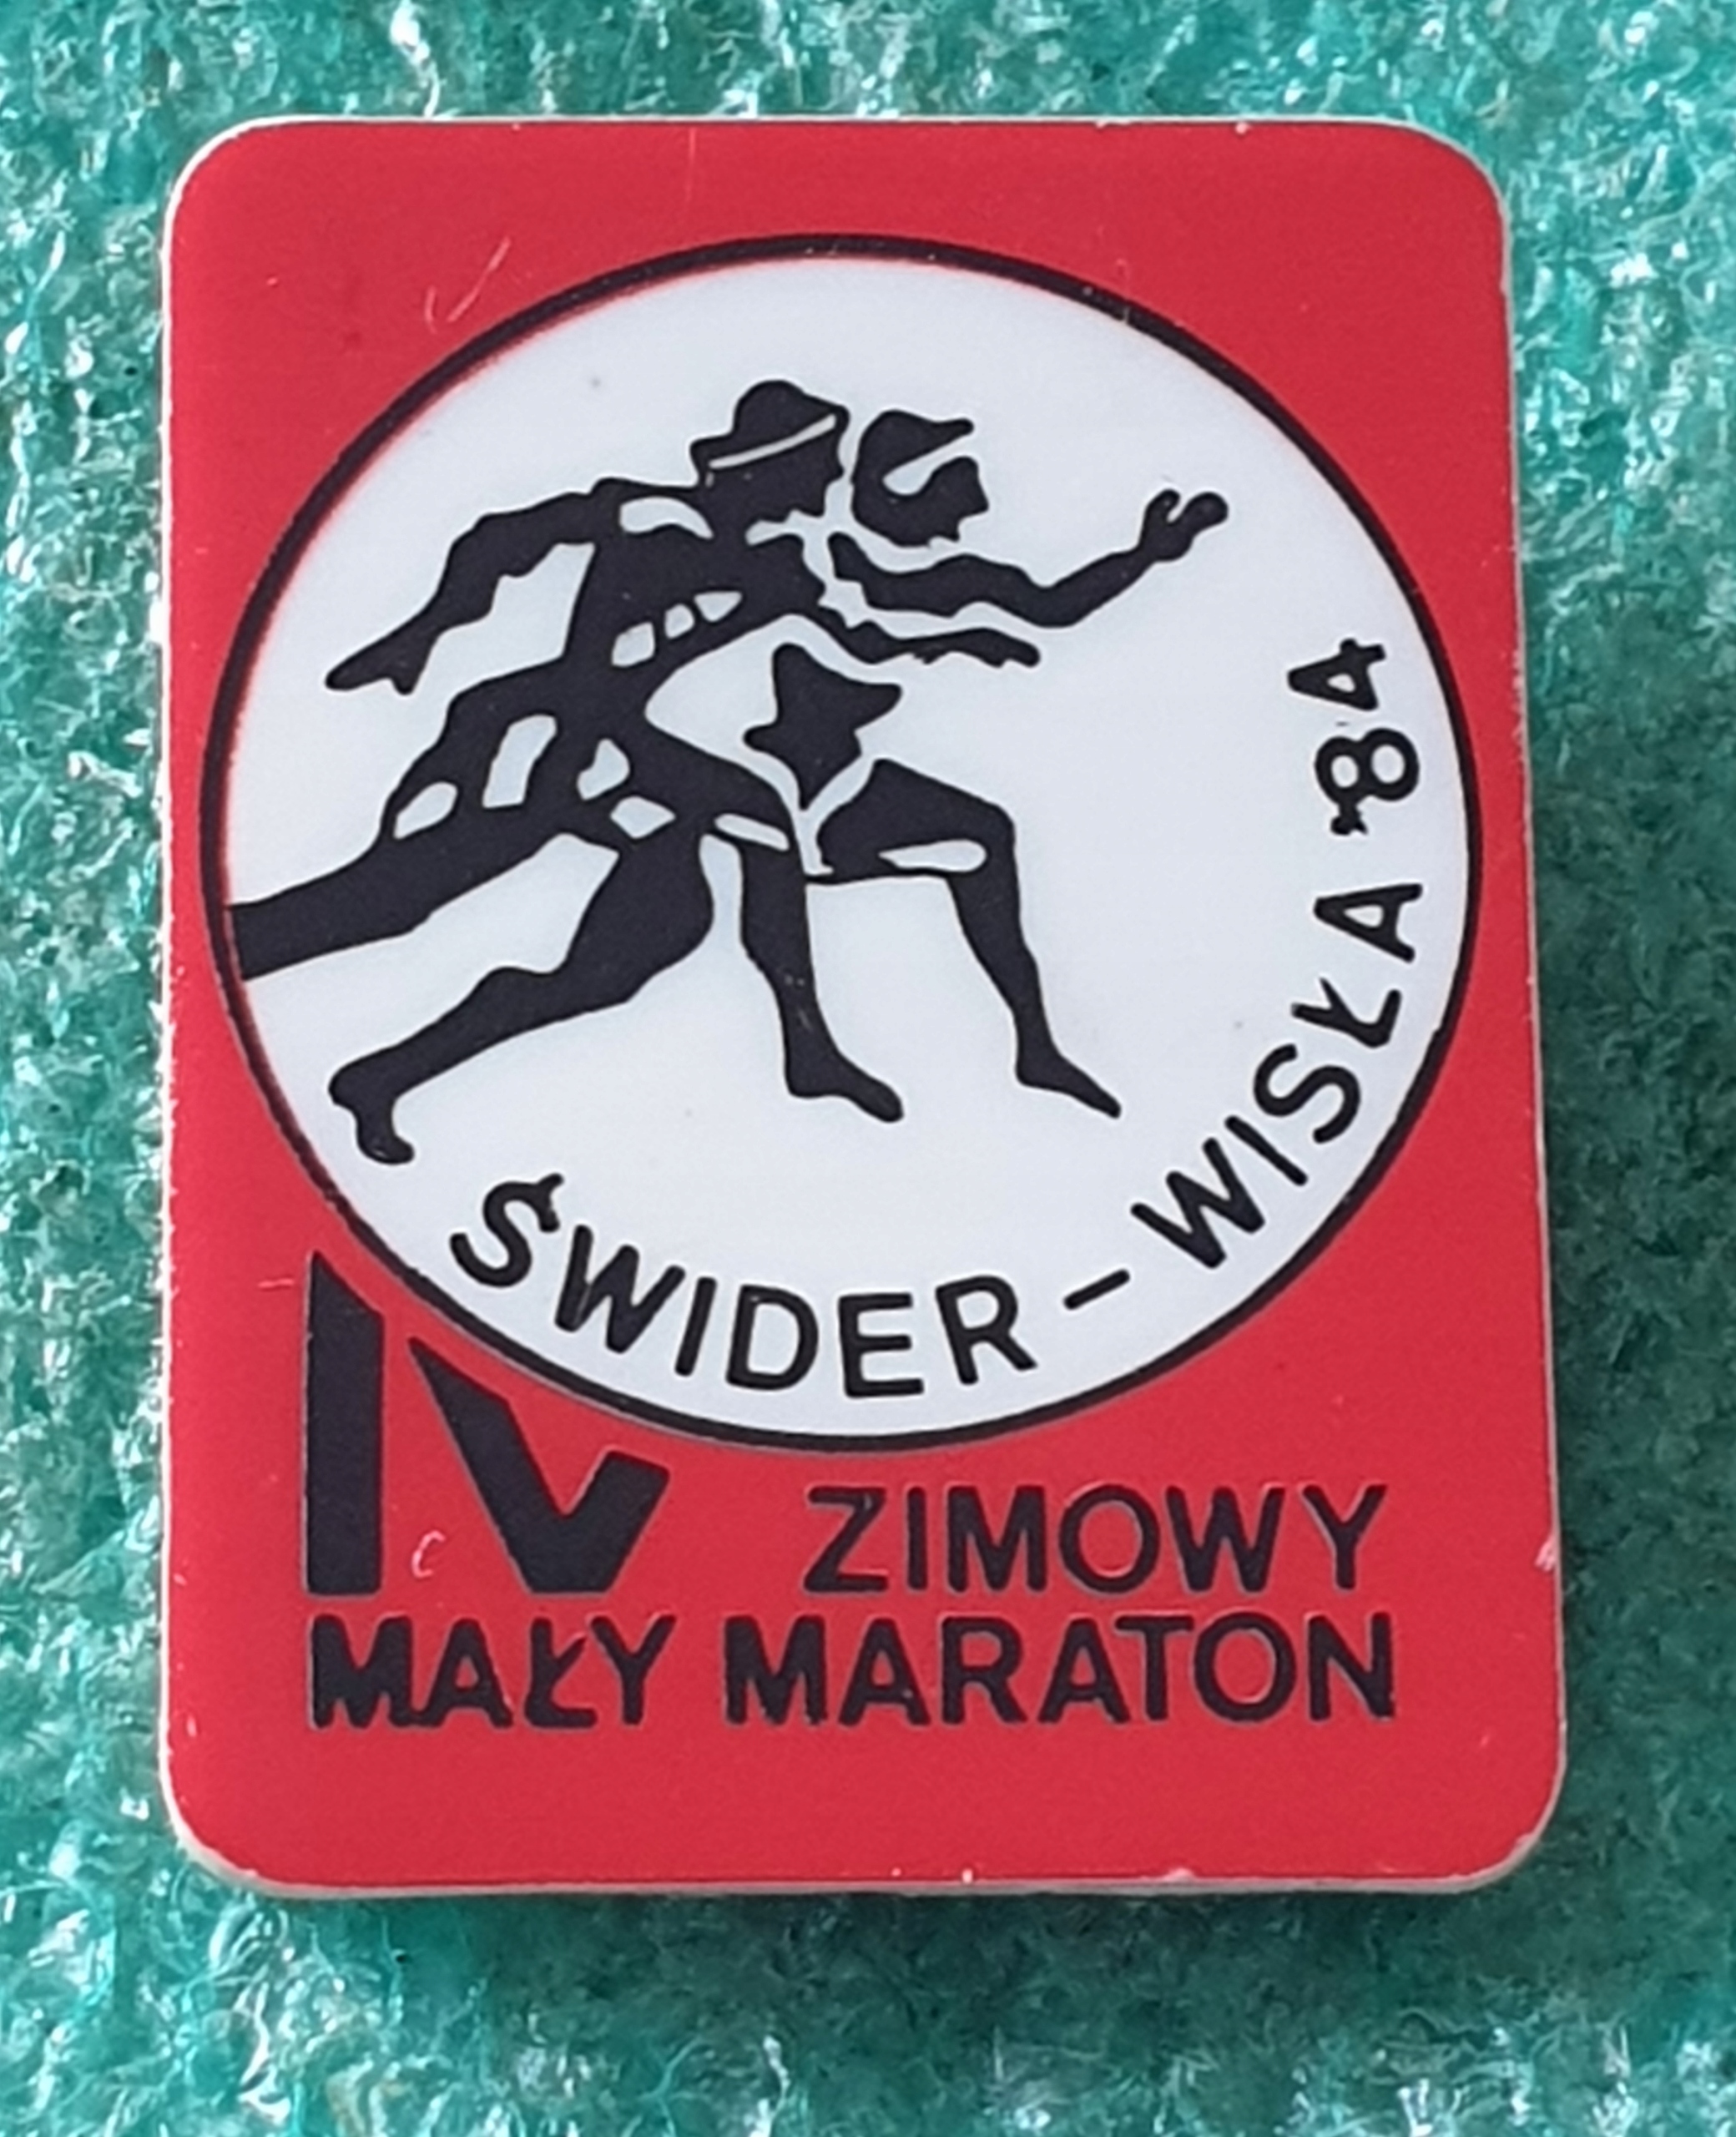 ŚWIDER – WISŁA '84
IV ZIMOWY
MAŁY MARATON